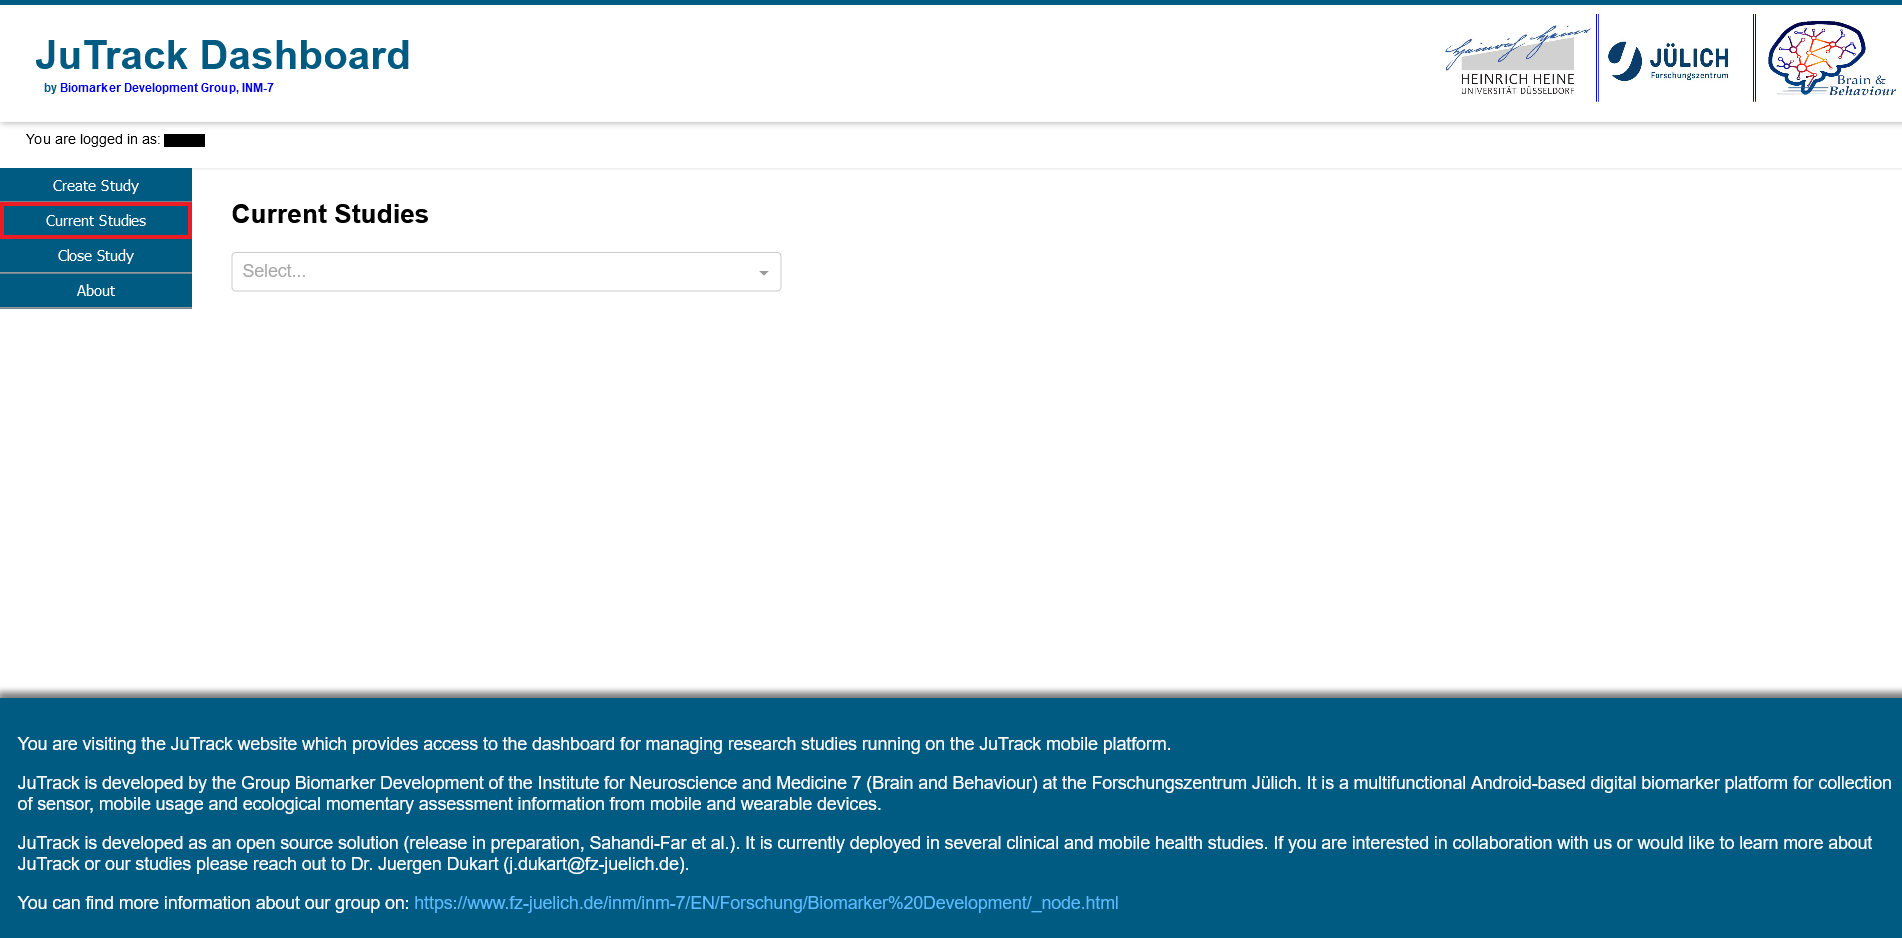 JuTrack Dashboard
by Biomarker Development Group, INM-7
HEINRICH HEINE
UNIVERSITÄT DÜSSELDORF
JÜLICH
Forschungszentrum
Brain &
Behaviour
You are logged in as:
Create Study
Current Studies
Close Study
About
Current Studies
Select...
You are visiting the JuTrack website which provides access to the dashboard for managing research studies running on the JuTrack mobile platform.
JuTrack is developed by the Group Biomarker Development of the Institute for Neuroscience and Medicine 7 (Brain and Behaviour) at the Forschungszentrum Jülich. It is a multifunctional Android-based digital biomarker platform for collection
of sensor, mobile usage and ecological momentary assessment information from mobile and wearable devices.
JuTrack is developed as an open source solution (release in preparation, Sahandi-Far et al.). It is currently deployed in several clinical and mobile health studies. If you are interested in collaboration with us or would like to learn more about
JuTrack or our studies please reach out to Dr. Juergen Dukart (j.dukart@fz-juelich.de).
You can find more information about our group on: https://www.fz-juelich.de/inm/inm-7/EN/Forschung/Biomarker%20Development/_node.html